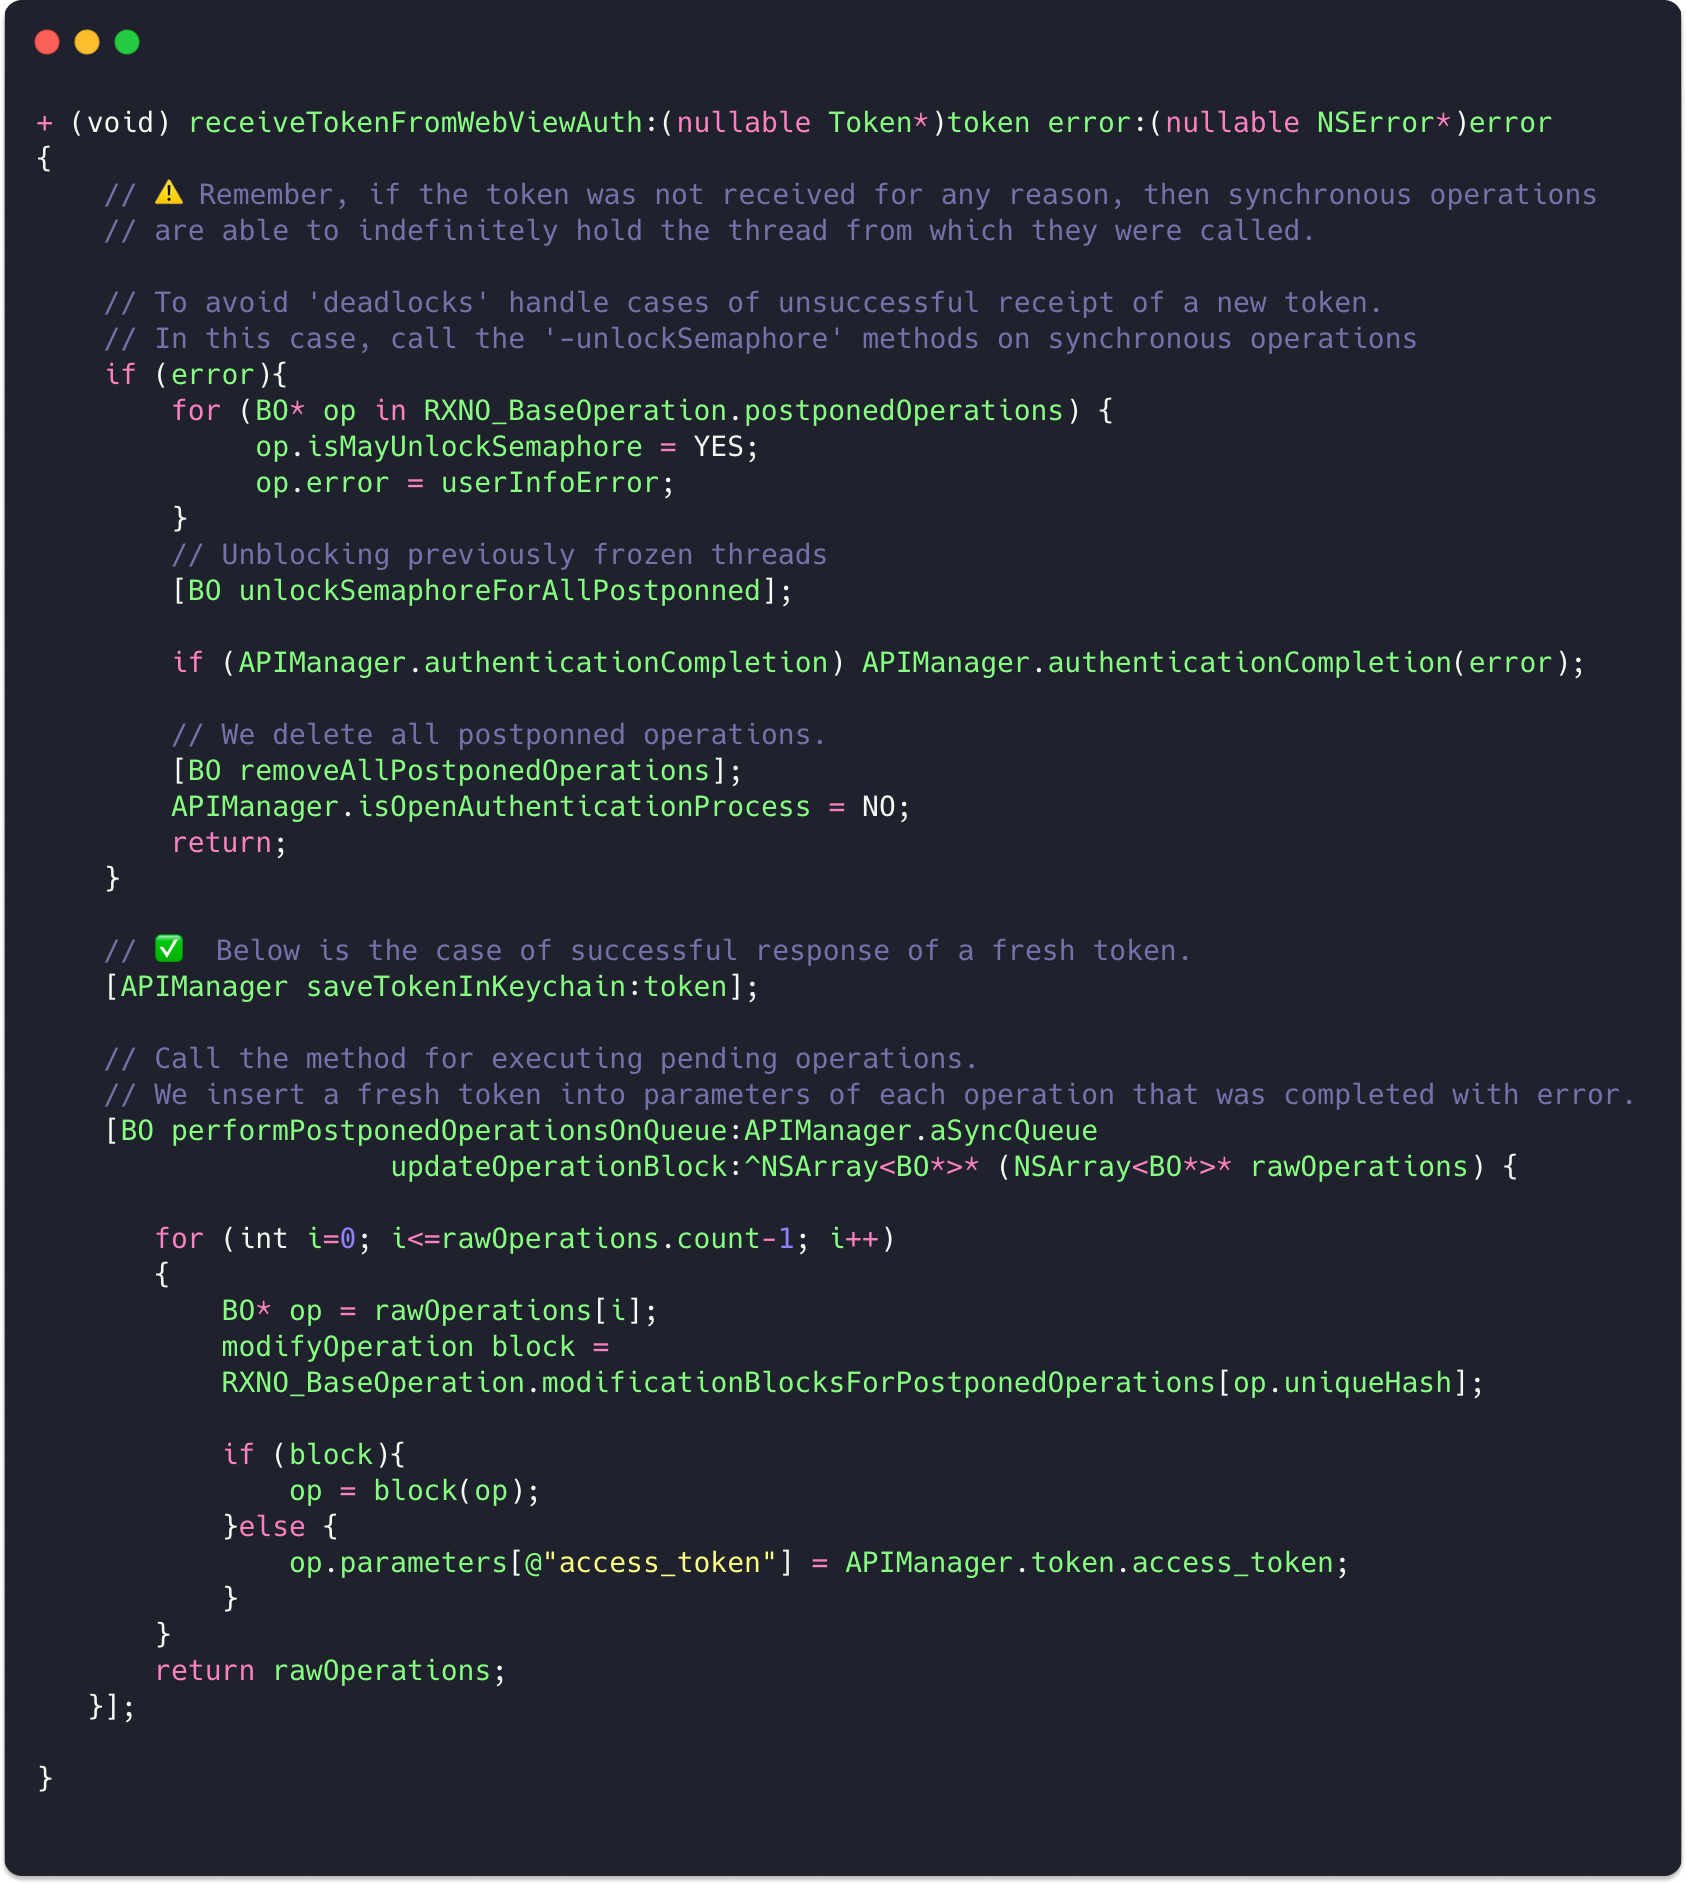 + (void) receiveTokenFromWebViewAuth:(nullable Token*)token error:(nullable NSError*)error
{
    // ⚠️ Remember, if the token was not received for any reason, then synchronous operations
    // are able to indefinitely hold the thread from which they were called.

    // To avoid 'deadlocks' handle cases of unsuccessful receipt of a new token.
    // In this case, call the '-unlockSemaphore' methods on synchronous operations
    if (error){
        for (BO* op in RXNO_BaseOperation.postponedOperations) {
             op.isMayUnlockSemaphore = YES;
             op.error = userInfoError;
        }
        // Unblocking previously frozen threads
        [BO unlockSemaphoreForAllPostponned];

        if (APIManager.authenticationCompletion) APIManager.authenticationCompletion(error);

        // We delete all postponned operations.
        [BO removeAllPostponedOperations];
        APIManager.isOpenAuthenticationProcess = NO;
        return;
    }

    // ✅  Below is the case of successful response of a fresh token.
    [APIManager saveTokenInKeychain:token];

    // Call the method for executing pending operations.
    // We insert a fresh token into parameters of each operation that was completed with error.
    [BO performPostponedOperationsOnQueue:APIManager.aSyncQueue
                     updateOperationBlock:^NSArray<BO*>* (NSArray<BO*>* rawOperations) {

       for (int i=0; i<=rawOperations.count-1; i++)
       {
           BO* op = rawOperations[i];
           modifyOperation block =
           RXNO_BaseOperation.modificationBlocksForPostponedOperations[op.uniqueHash];

           if (block){
               op = block(op);
           }else {
               op.parameters[@"access_token"] = APIManager.token.access_token;
           }
       }
       return rawOperations;
   }];

}